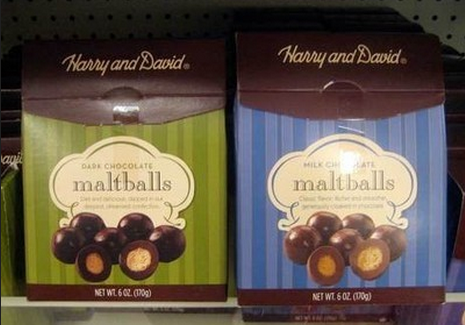 Harry and David®
DARK CHOCOLATE
maltballs
NET WT. 6 OZ. (170g)
Harry and David®
MILK CHOCOLATE
maltballs
NET WT. 6 OZ. (170g)